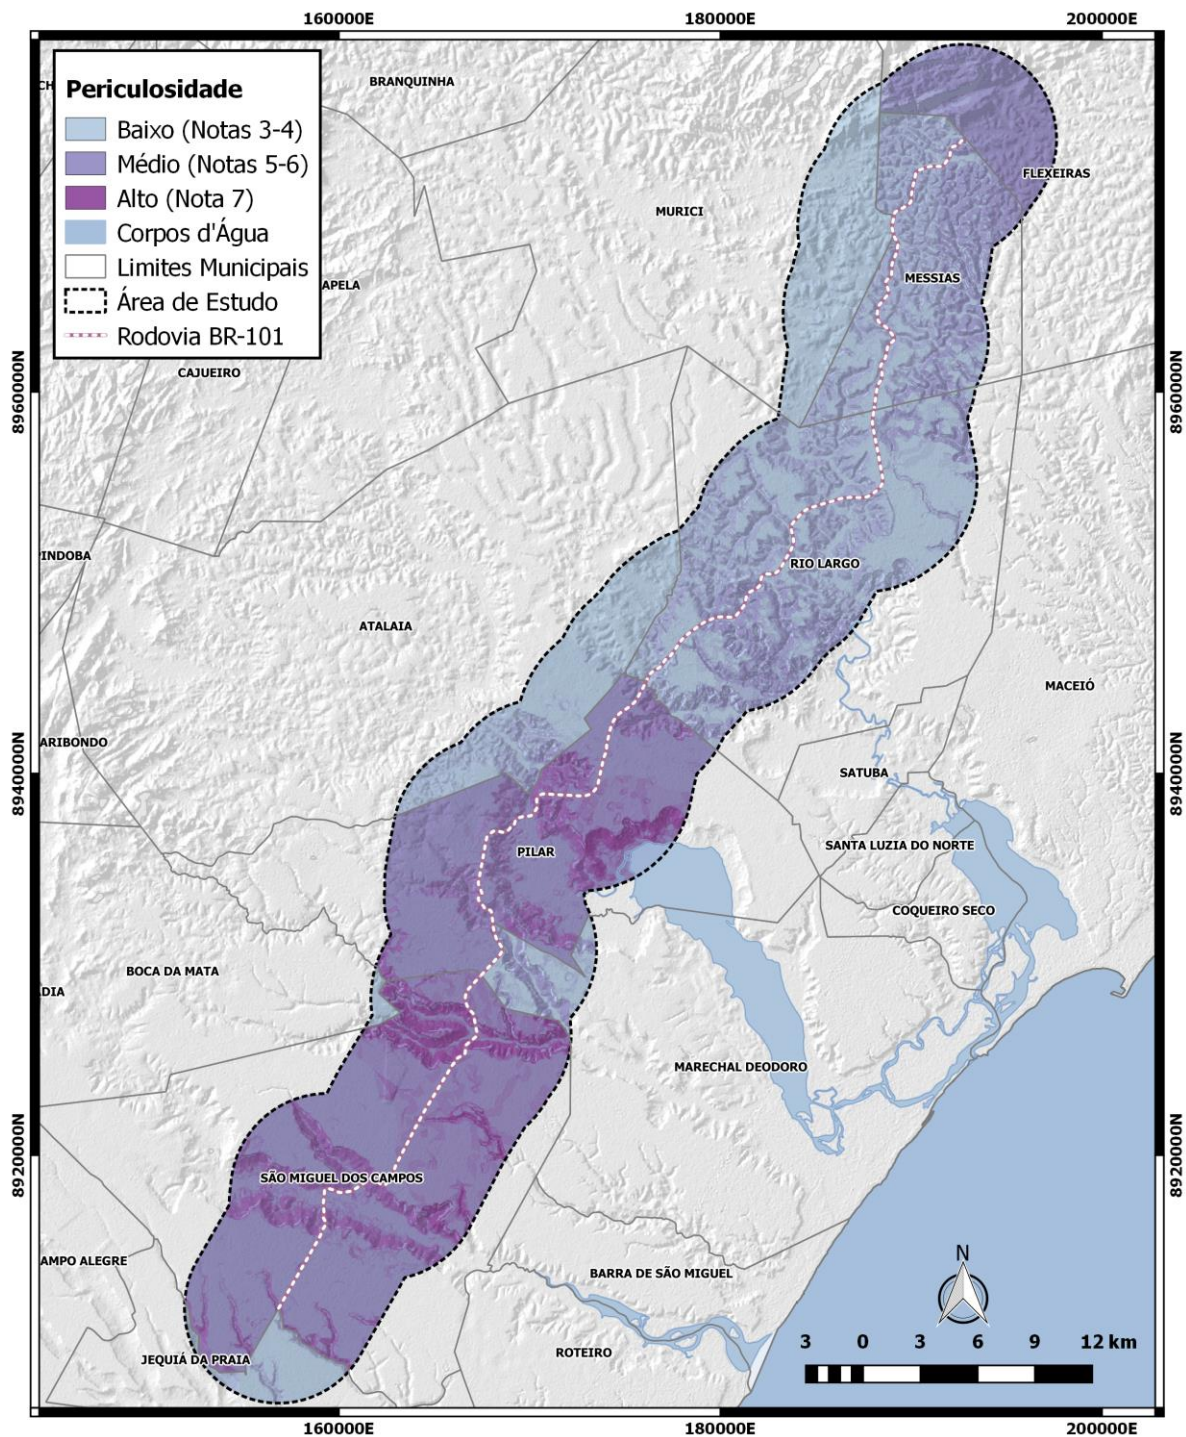 160000E
180000E
200000E
Periculosidade
Baixo (Notas 3-4)
Médio (Notas 5-6)
Alto (Nota 7)
Corpos d'Água
Limites Municipais
Área de Estudo
Rodovia BR-101
CH
BRANQUINHA
FLEXEIRAS
MURICI
MESSIAS
APELA
CAJUEIRO
8960000N
8960000N
PINDOBA
RIO LARGO
ATALAIA
MACEIÓ
ARIBONDO
8940000N
8940000N
SATUBA
PILAR
SANTA LUZIA DO NORTE
COQUEIRO SECO
BOCA DA MATA
ADIA
MARECHAL DEODORO
8920000N
8920000N
SÃO MIGUEL DOS CAMPOS
AMPO ALEGRE
BARRA DE SÃO MIGUEL
N
JEQUIÁ DA PRAIA
ROTEIRO
3 0 3 6 9 12 km
160000E
180000E
200000E